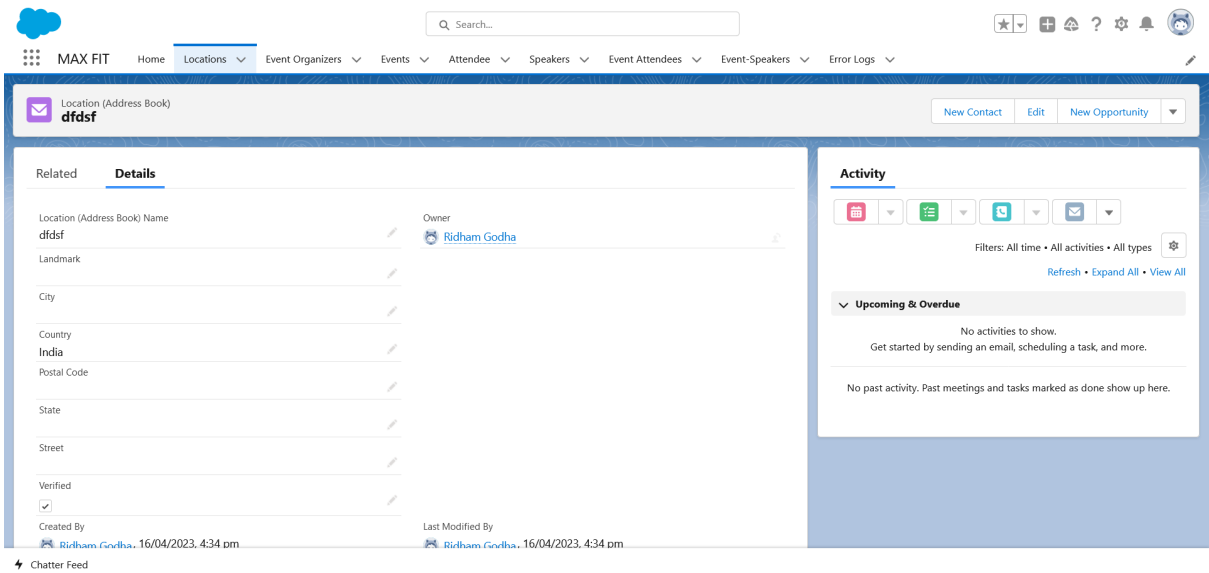 Search...
MAX FIT Home Locations Event Organizers Events Attendee Speakers Event Attendees Event-Speakers Error Logs
Location (Address Book)
dfdsf
New Contact Edit New Opportunity
Related Details
Location (Address Book) Name
dfdsf
Owner
Ridham Godha
Landmark
City
Country
India
Postal Code
State
Street
Verified
Created By
Ridham Godha, 16/04/2023, 4:34 pm
Last Modified By
Ridham Godha, 16/04/2023, 4:34 pm
Activity
Filters: All time • All activities • All types
Refresh • Expand All • View All
Upcoming & Overdue
No activities to show.
Get started by sending an email, scheduling a task, and more.
No past activity. Past meetings and tasks marked as done show up here.
Chatter Feed